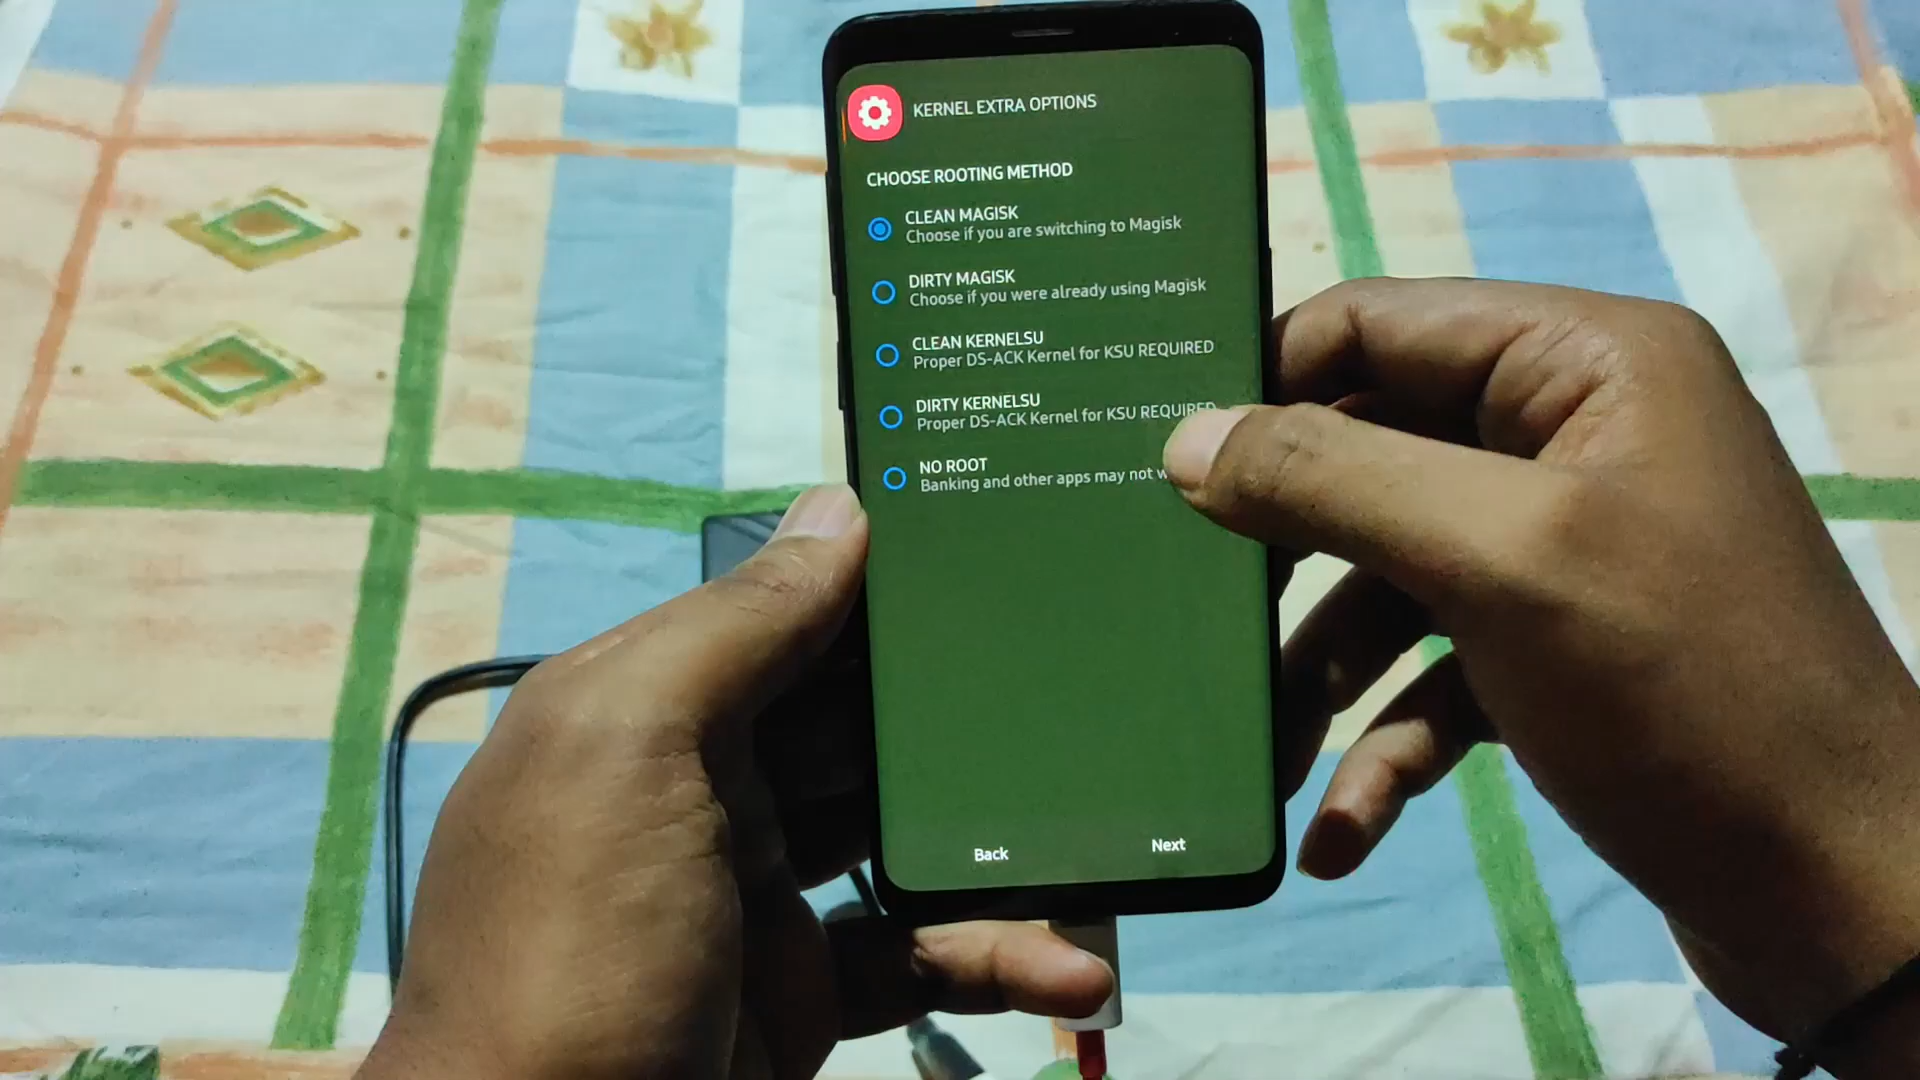 KERNEL EXTRA OPTIONS
CHOOSE ROOTING METHOD
CLEAN MAGISK
Choose if you are switching to Magisk
DIRTY MAGISK
Choose if you were already using Magisk
CLEAN KERNELSU
Proper DS-ACK Kernel for KSU REQUIRED
DIRTY KERNELSU
Proper DS-ACK Kernel for KSU REQUIRED
NO ROOT
Banking and other apps may not
Back
Next